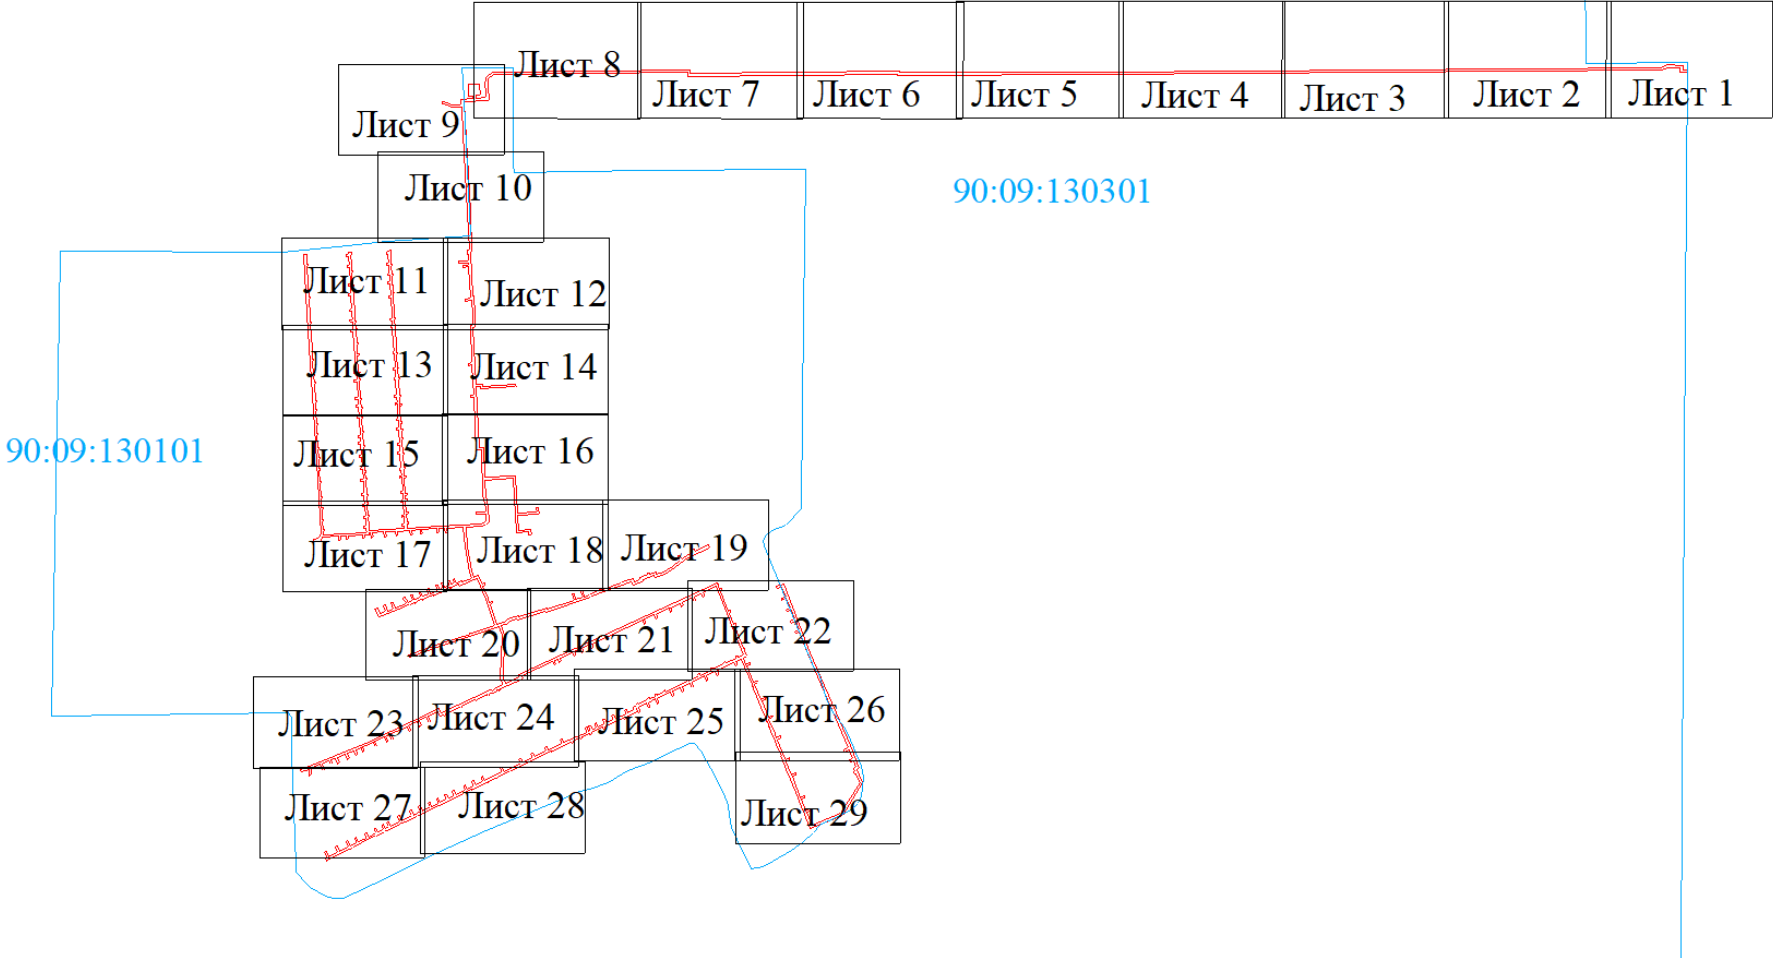 Лист 8
Лист 7
Лист 6
Лист 5
Лист 4
Лист 3
Лист 2
Лист 1
Лист 9
Лист 10
90:09:130301
Лист 11
Лист 12
Лист 13
Лист 14
90:09:130101
Лист 15
Лист 16
Лист 17
Лист 18
Лист 19
Лист 20
Лист 21
Лист 22
Лист 23
Лист 24
Лист 25
Лист 26
Лист 27
Лист 28
Лист 29